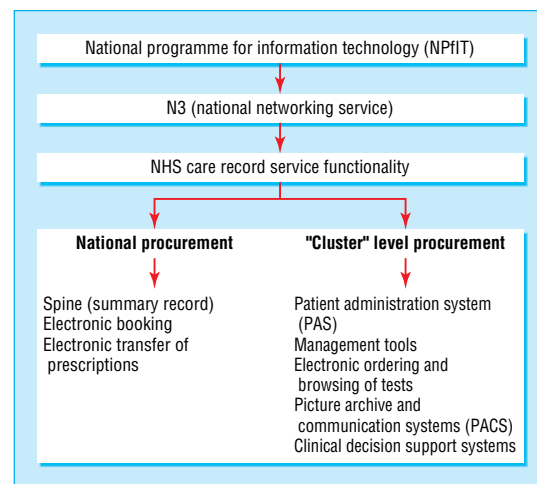 National programme for information technology (NPfIT)
N3 (national networking service)
NHS care record service functionality
National procurement
Spine (summary record)
Electronic booking
Electronic transfer of
prescriptions
"Cluster" level procurement
Patient administration system
(PAS)
Management tools
Electronic ordering and
browsing of tests
Picture archive and
communication systems (PACS)
Clinical decision support systems